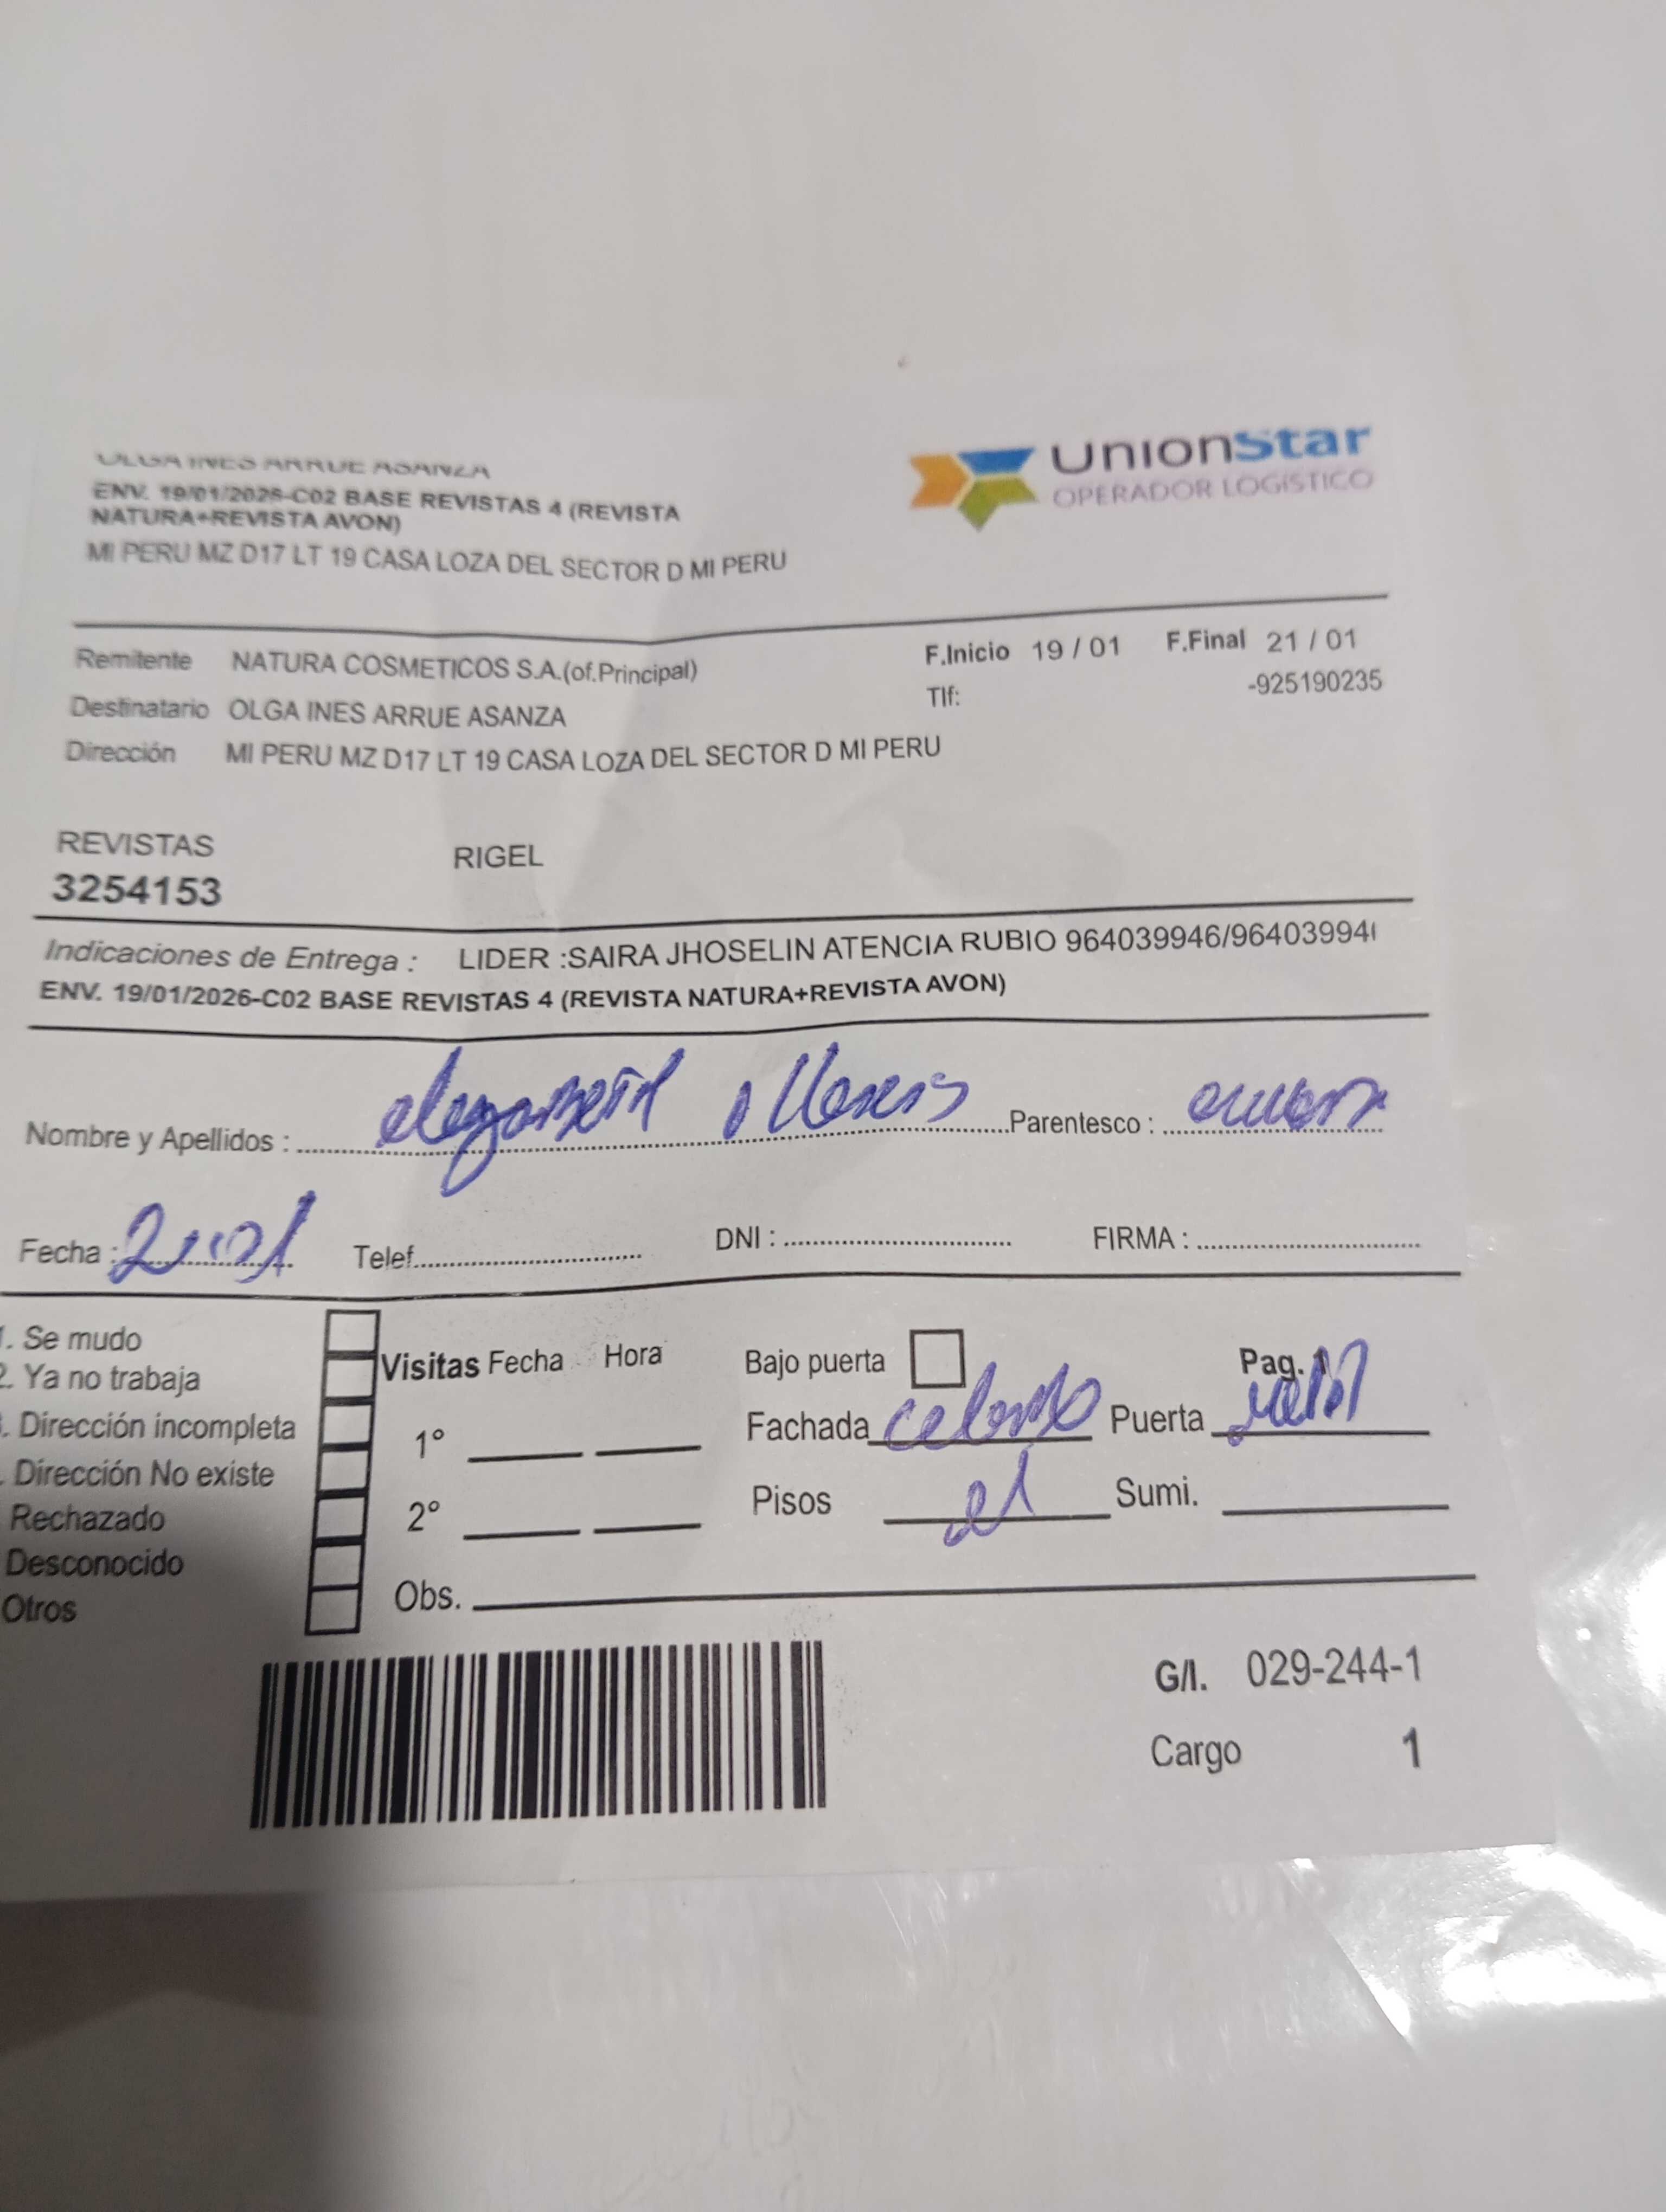 OLGA INES ARRUE ASANZA
ENV. 19/01/2026-C02 BASE REVISTAS 4 (REVISTA
NATURA+REVISTA AVON)
MI PERU MZ D17 LT 19 CASA LOZA DEL SECTOR D MI PERU
UnionStar
OPERADOR LOGÍSTICO
Remitente NATURA COSMETICOS S.A.(of.Principal)
F.Inicio 19 / 01 F.Final 21 / 01
Destinatario OLGA INES ARRUE ASANZA
Tlf: -925190235
Dirección MI PERU MZ D17 LT 19 CASA LOZA DEL SECTOR D MI PERU
REVISTAS RIGEL
3254153
Indicaciones de Entrega : LIDER :SAIRA JHOSELIN ATENCIA RUBIO 964039946/96403994
ENV. 19/01/2026-C02 BASE REVISTAS 4 (REVISTA NATURA+REVISTA AVON)
Nombre y Apellidos : Parentesco :
Fecha : Telef. DNI : FIRMA :
1. Se mudo
2. Ya no trabaja
. Dirección incompleta
. Dirección No existe
Rechazado
Desconocido
Otros
Visitas Fecha Hora
1°
2°
Obs.
Bajo puerta Pag. 1
Fachada Puerta
Pisos Sumi.
G/I. 029-244-1
Cargo 1